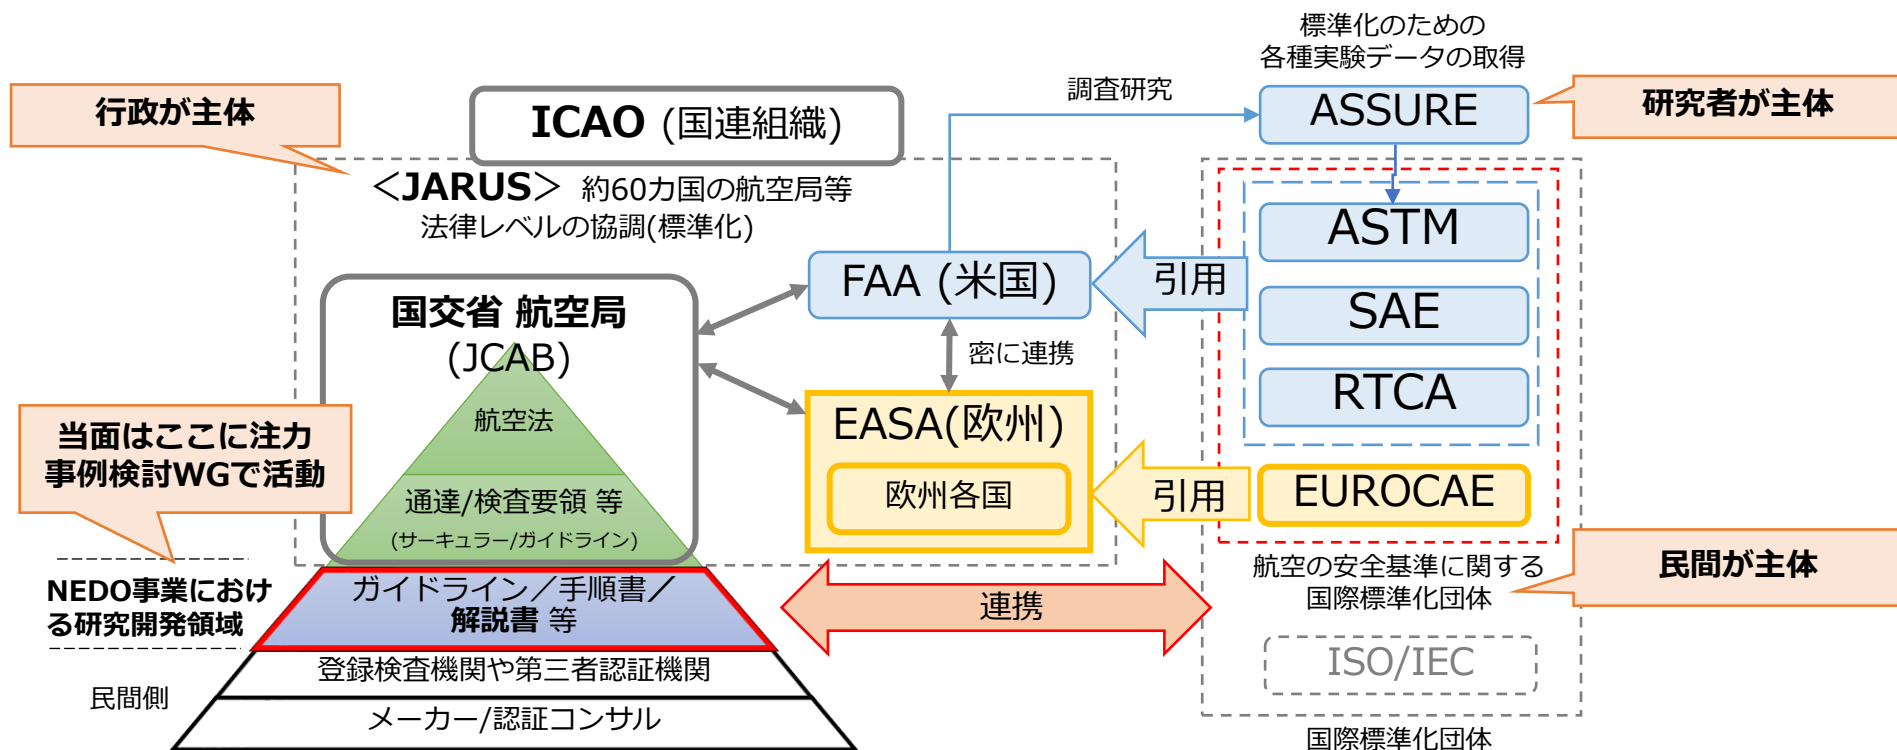 標準化のための
各種実験データの取得
行政が主体
ICAO (国連組織)
調査研究
ASSURE
研究者が主体
＜JARUS＞ 約60カ国の航空局等
法律レベルの協調(標準化)
ASTM
FAA (米国)
引用
国交省 航空局
(JCAB)
SAE
密に連携
RTCA
航空法
EASA(欧州)
当面はここに注力
事例検討WGで活動
通達/検査要領 等
(サーキュラー/ガイドライン)
欧州各国
引用
EUROCAE
民間が主体
航空の安全基準に関する
国際標準化団体
NEDO事業におけ
る研究開発領域
ガイドライン／手順書／
解説書 等
連携
登録検査機関や第三者認証機関
ISO/IEC
民間側
メーカー/認証コンサル
国際標準化団体